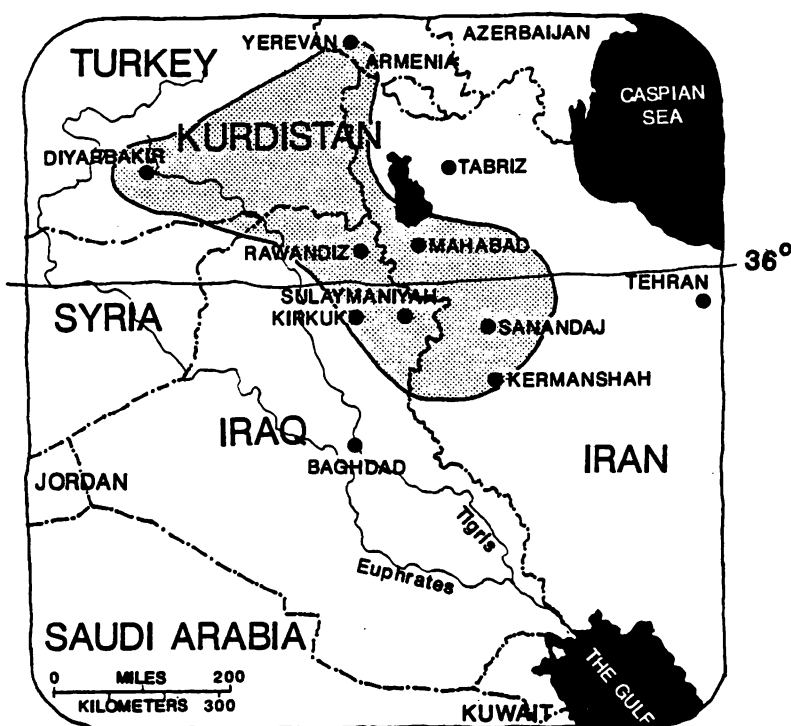 YEREVAN
AZERBAIJAN
TURKEY
ARMENIA
CASPIAN
SEA
KURDISTAN
DIYARBAKIR
TABRIZ
RAWANDIZ
MAHABAD
36°
TEHRAN
SULAYMANIYAH
SYRIA
KIRKUK
SANANDAJ
KERMANSHAH
IRAQ
IRAN
BAGHDAD
JORDAN
Tigris
Euphrates
SAUDI ARABIA
THE GULF
0 MILES 200
KILOMETERS 300
KUWAIT